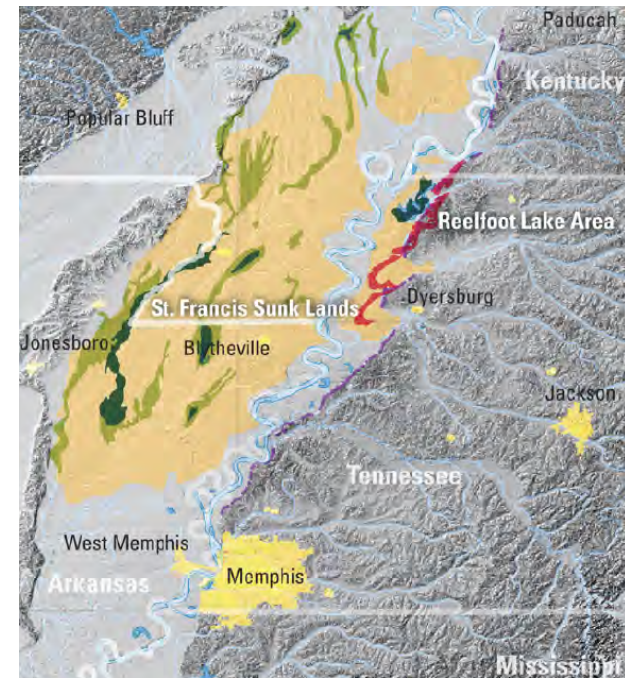 Paducah
Kentucky
Popular Bluff
Reelfoot Lake Area
Dyersburg
St. Francis Sunk Lands
Jonesboro
Blytheville
Jackson
Tennessee
West Memphis
Memphis
Arkansas
Mississippi